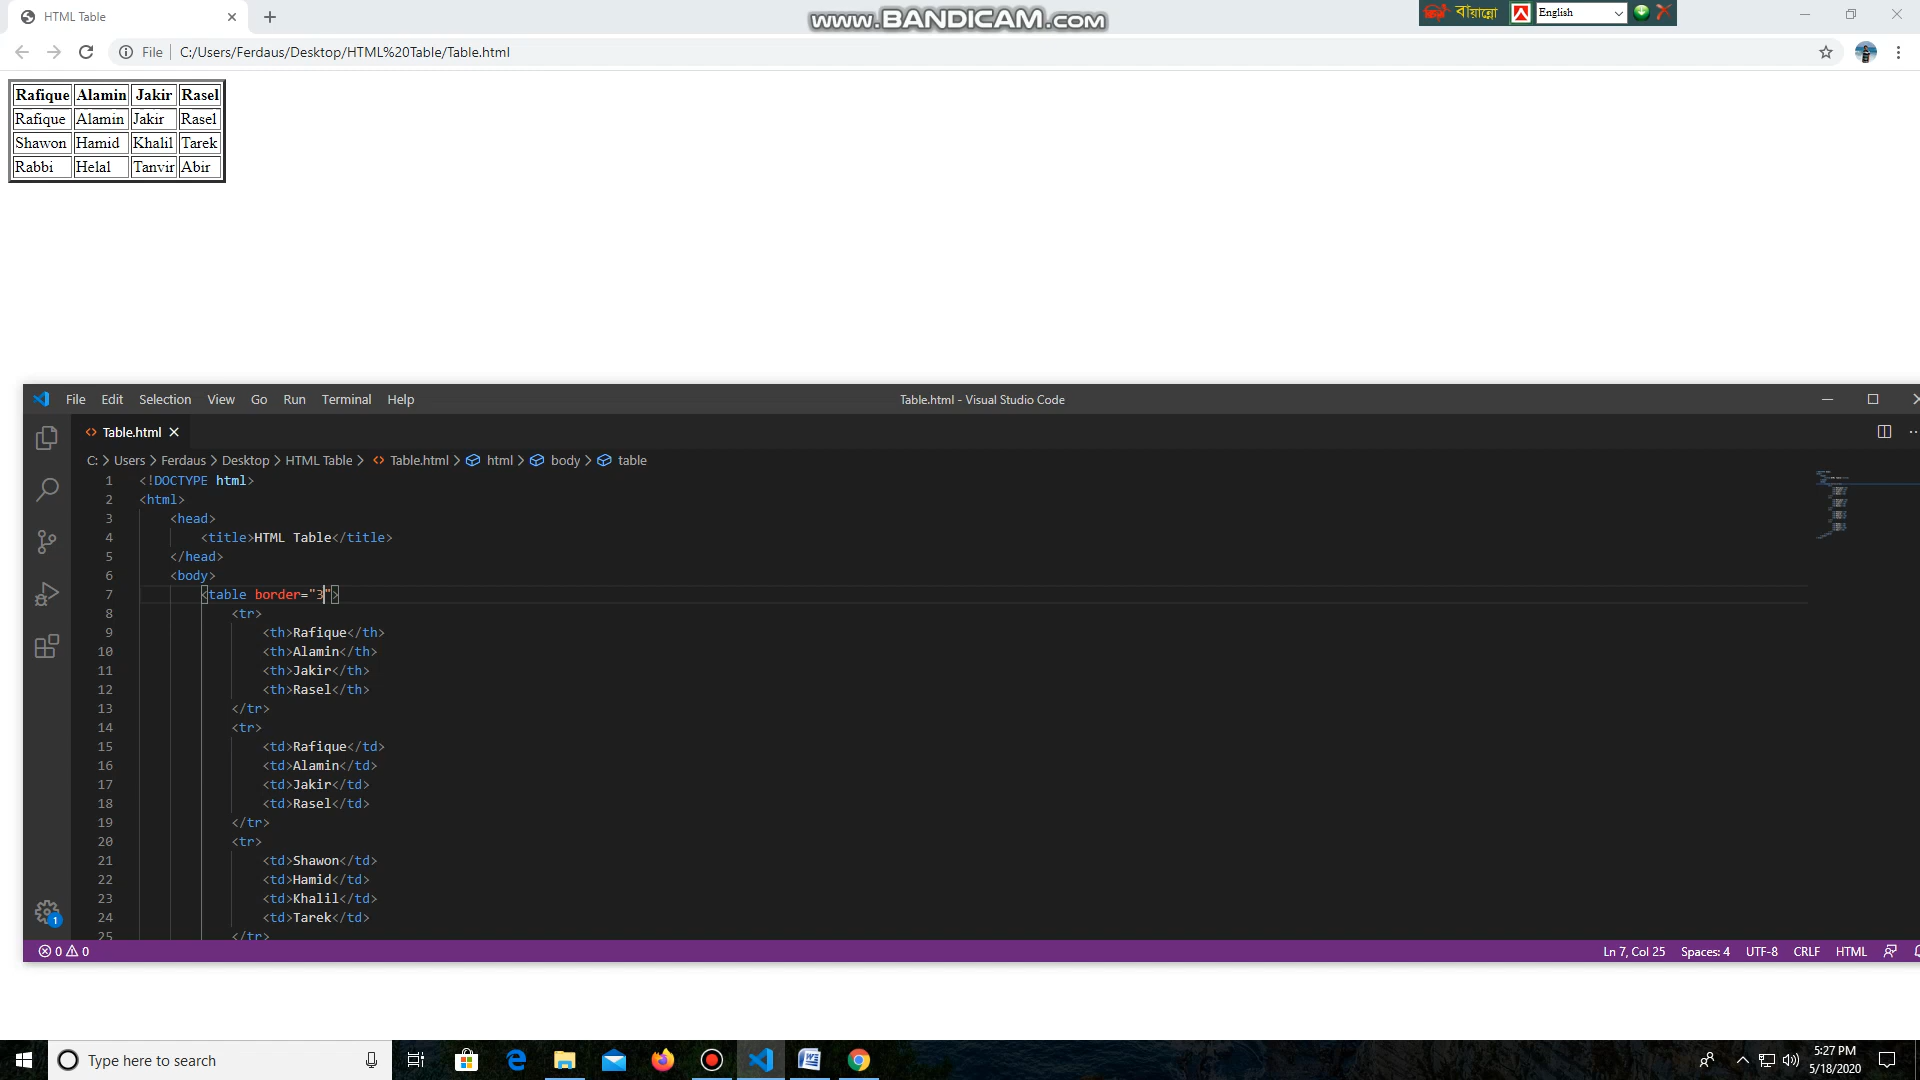 HTML Table
www.BANDICAM.com
বায়ান্নো
English
File
C:/Users/Ferdaus/Desktop/HTML%20Table/Table.html
Rafique Alamin Jakir Rasel
Rafique Alamin Jakir Rasel
Shawon Hamid Khalil Tarek
Rabbi Helal Tanvir Abir
File Edit Selection View Go Run Terminal Help
Table.html - Visual Studio Code
Table.html
C: > Users > Ferdaus > Desktop > HTML Table > Table.html > html > body > table
1 <!DOCTYPE html>
2 <html>
3 <head>
4 <title>HTML Table</title>
5 </head>
6 <body>
7 <table border="3">
8 <tr>
9 <th>Rafique</th>
10 <th>Alamin</th>
11 <th>Jakir</th>
12 <th>Rasel</th>
13 </tr>
14 <tr>
15 <td>Rafique</td>
16 <td>Alamin</td>
17 <td>Jakir</td>
18 <td>Rasel</td>
19 </tr>
20 <tr>
21 <td>Shawon</td>
22 <td>Hamid</td>
23 <td>Khalil</td>
24 <td>Tarek</td>
25 </tr>
1
0 0
Ln 7, Col 25 Spaces: 4 UTF-8 CRLF HTML
Type here to search
5:27 PM
5/18/2020